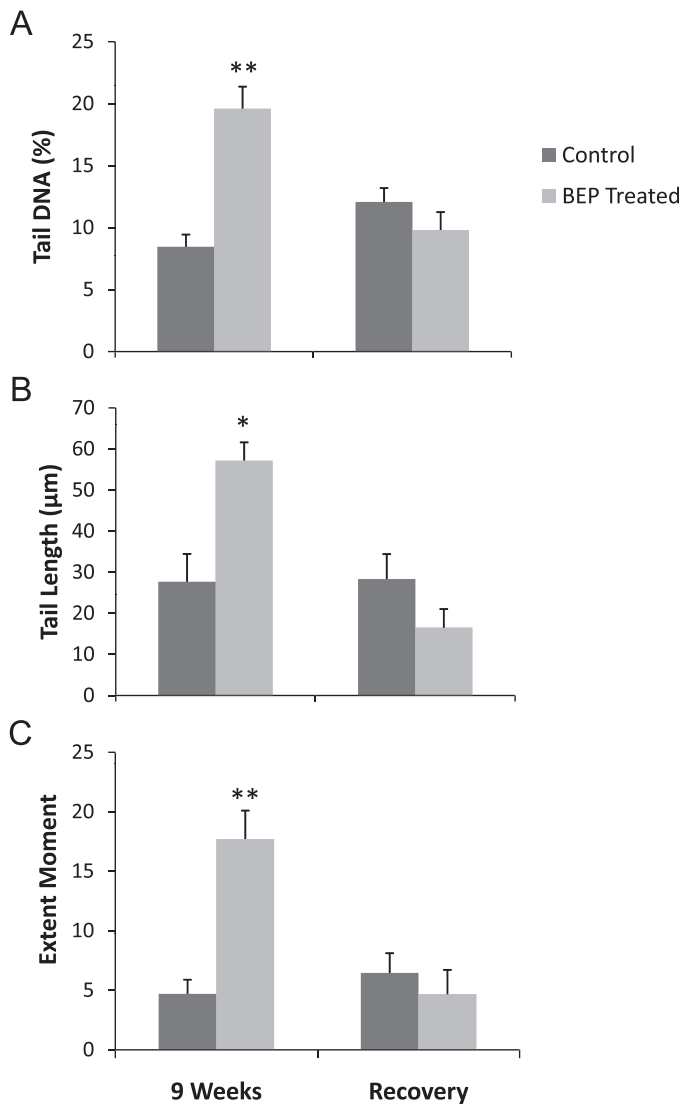 A
25
20
15
10
5
0
Tail DNA (%)
**
Control
BEP Treated
B
70
60
50
40
30
20
10
0
Tail Length (µm)
*
C
25
20
15
10
5
0
Extent Moment
**
9 Weeks
Recovery